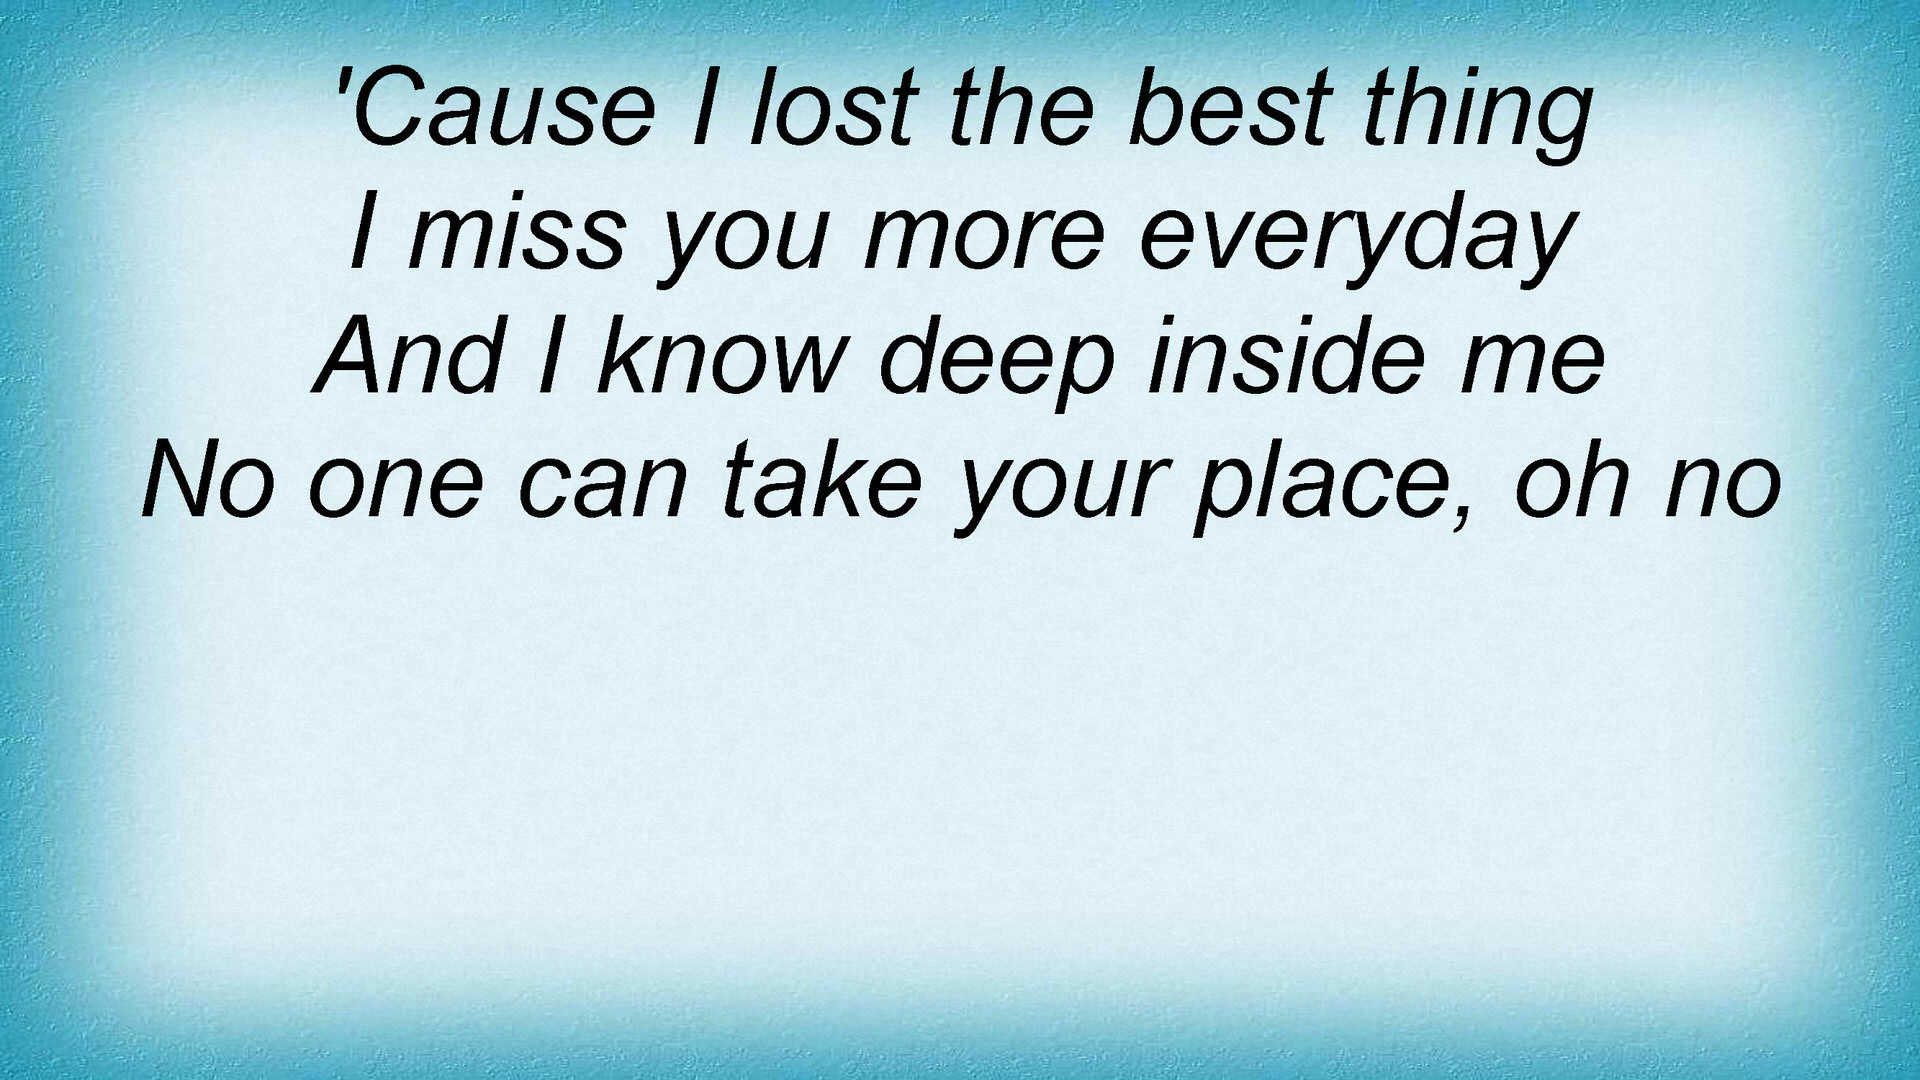 'Cause I lost the best thing
I miss you more everyday
And I know deep inside me
No one can take your place, oh no